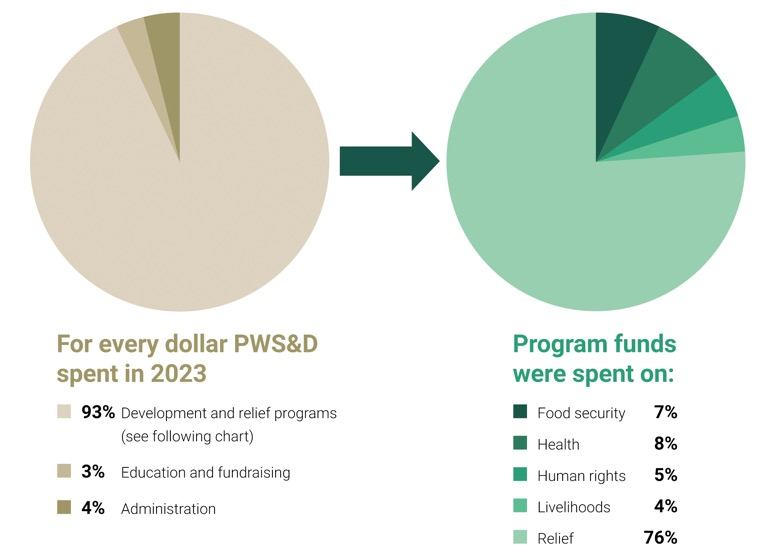 For every dollar PWS&D
spent in 2023
93% Development and relief programs
(see following chart)
3% Education and fundraising
4% Administration
Program funds
were spent on:
Food security 7%
Health 8%
Human rights 5%
Livelihoods 4%
Relief 76%